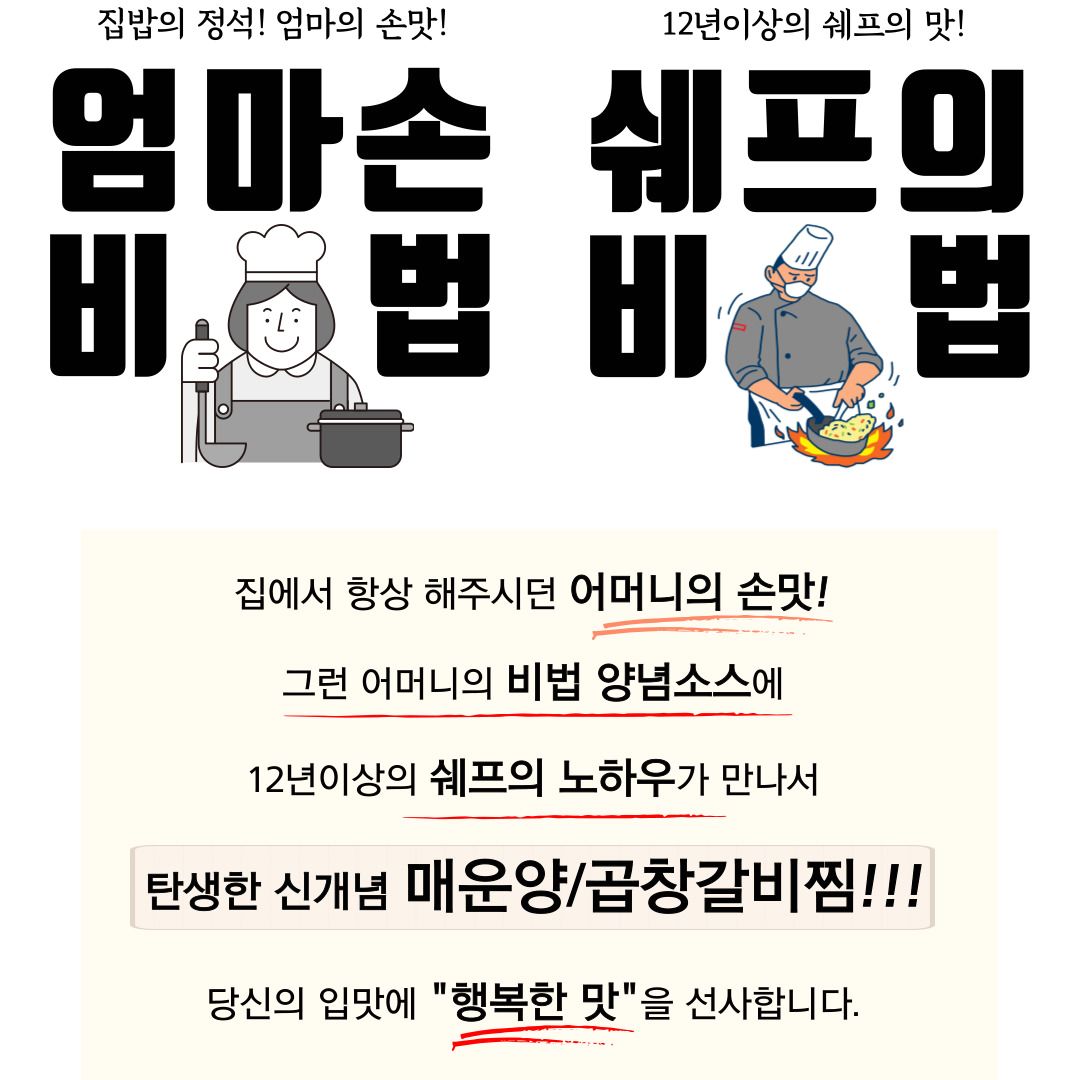 집밥의 정석! 엄마의 손맛!
엄마손
비법
12년이상의 쉐프의 맛!
쉐프의
비법
집에서 항상 해주시던 어머니의 손맛!
그런 어머니의 비법 양념소스에
12년이상의 쉐프의 노하우가 만나서
탄생한 신개념 매운양/곱창갈비찜!!!
당신의 입맛에 "행복한 맛"을 선사합니다.